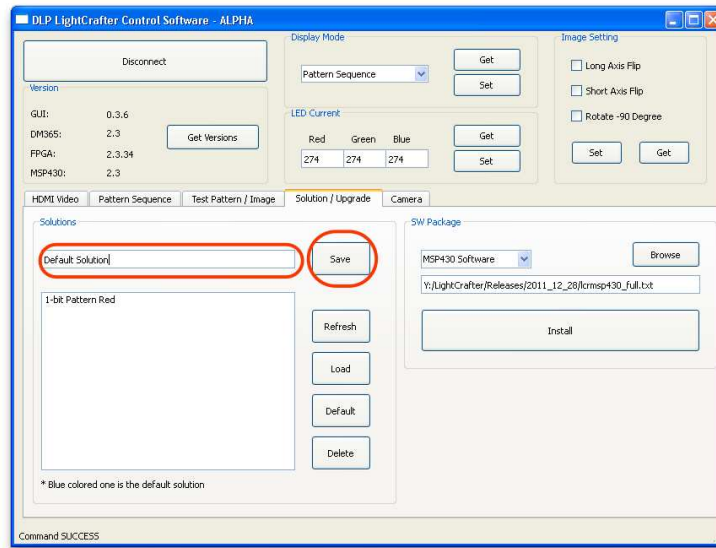 DLP LightCrafter Control Software - ALPHA
Disconnect
Version
GUI: 0.3.6
DM365: 2.3
FPGA: 2.3.34
MSP430: 2.3
Get Versions
Display Mode
Pattern Sequence
Get
Set
LED Current
Red Green Blue
274 274 274
Get
Set
Image Setting
Long Axis Flip
Short Axis Flip
Rotate -90 Degree
Set Get
HDMI Video Pattern Sequence Test Pattern / Image Solution / Upgrade Camera
Solutions
Default Solution
Save
1-bit Pattern Red
Refresh
Load
Default
Delete
* Blue colored one is the default solution
SW Package
MSP430 Software
Browse
Y:/LightCrafter/Releases/2011_12_28/lcrmsp430_full.txt
Install
Command SUCCESS